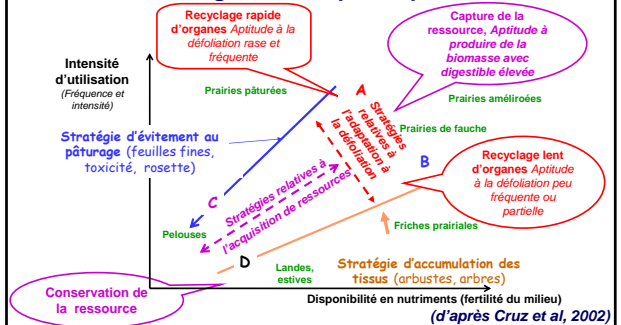 Recyclage rapide
d'organes Aptitude à la
défoliation rase et
fréquente
Capture de la
ressource, Aptitude à
produire de la
biomasse avec
digestible élevée
Intensité
d'utilisation
(Fréquence et
intensité)
Prairies pâturées
A
Prairies amélirorées
Stratégies
relatives à
l'adaptation à
la défoliation
Prairies de fauche
Stratégie d'évitement au
pâturage (feuilles fines,
toxicité, rosette)
B
Recyclage lent
d'organes Aptitude
à la défoliation peu
fréquente ou
partielle
C
Stratégies relatives à
l'acquisition de ressources
Pelouses
Friches prairiales
D
Landes,
estives
Stratégie d'accumulation des
tissus (arbustes, arbres)
Conservation de
la ressource
Disponibilité en nutriments (fertilité du milieu)
(d'après Cruz et al, 2002)